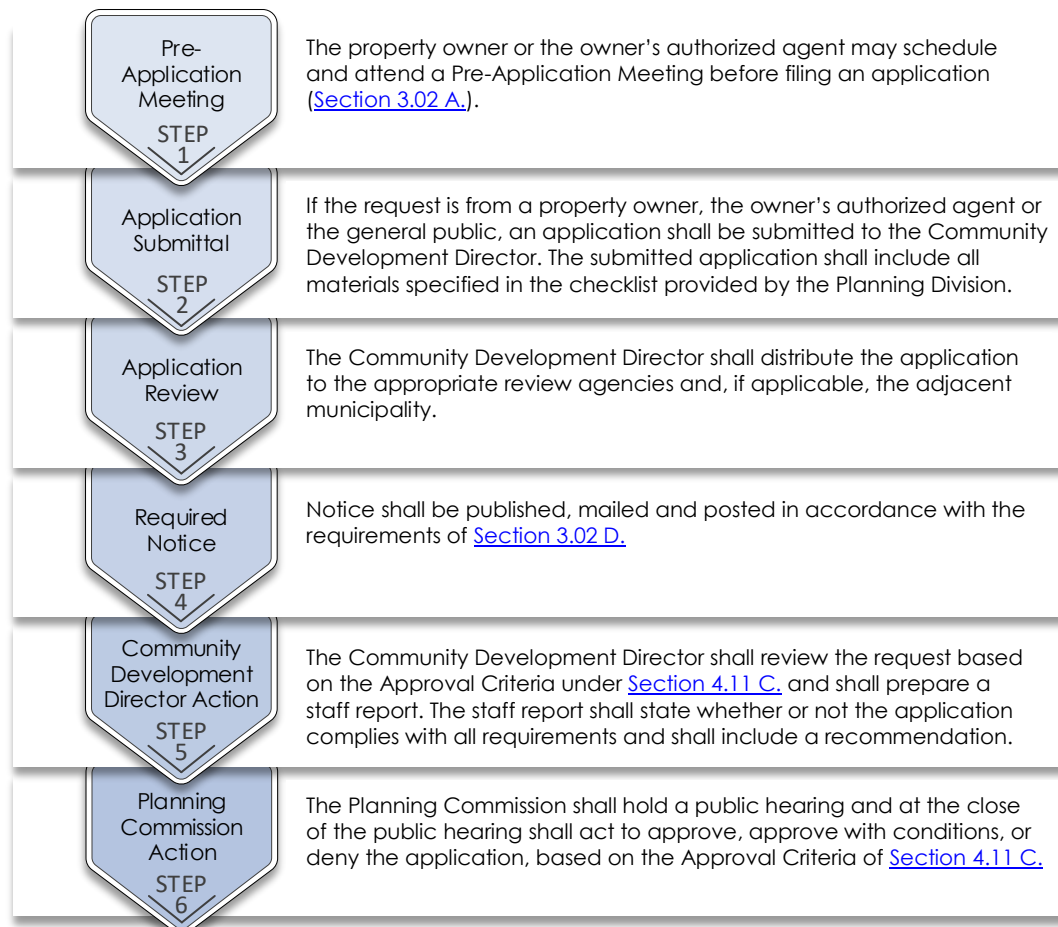 Pre-
Application
Meeting
STEP
1
The property owner or the owner’s authorized agent may schedule
and attend a Pre-Application Meeting before filing an application
(Section 3.02 A.).
Application
Submittal
STEP
2
If the request is from a property owner, the owner’s authorized agent or
the general public, an application shall be submitted to the Community
Development Director. The submitted application shall include all
materials specified in the checklist provided by the Planning Division.
Application
Review
STEP
3
The Community Development Director shall distribute the application
to the appropriate review agencies and, if applicable, the adjacent
municipality.
Required
Notice
STEP
4
Notice shall be published, mailed and posted in accordance with the
requirements of Section 3.02 D.
Community
Development
Director Action
STEP
5
The Community Development Director shall review the request based
on the Approval Criteria under Section 4.11 C. and shall prepare a
staff report. The staff report shall state whether or not the application
complies with all requirements and shall include a recommendation.
Planning
Commission
Action
STEP
6
The Planning Commission shall hold a public hearing and at the close
of the public hearing shall act to approve, approve with conditions, or
deny the application, based on the Approval Criteria of Section 4.11 C.